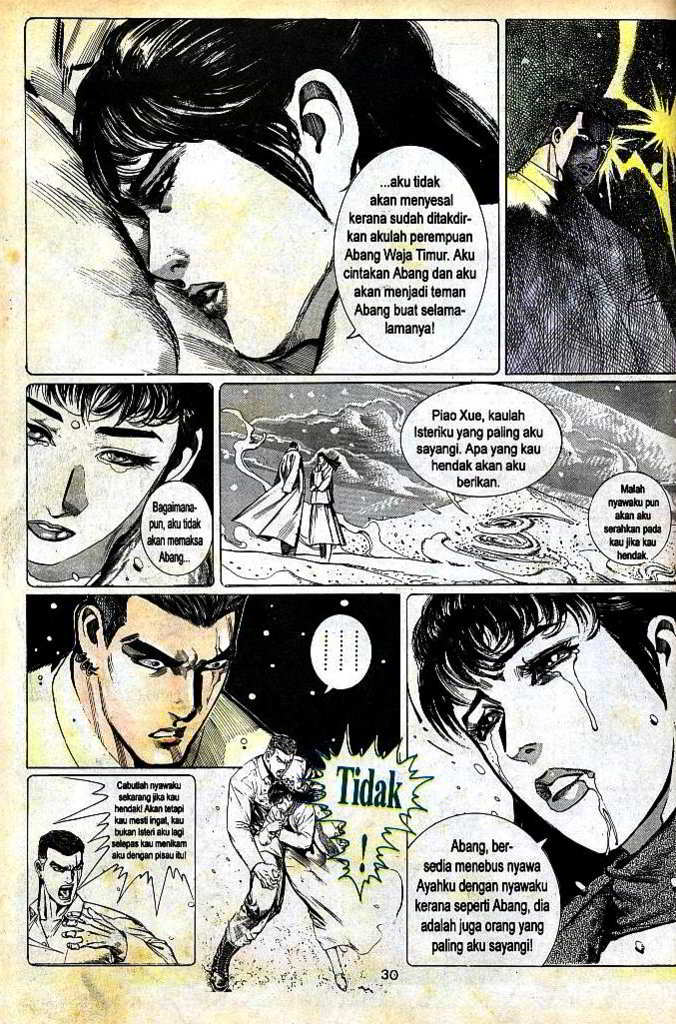 ...aku tidak
akan menyesal
kerana sudah ditakdir-
kan akulah perempuan
Abang Waja Timur. Aku
cintakan Abang dan aku
akan menjadi teman
Abang buat selama-
lamanya!
Bagaimana-
pun, aku tidak
akan memaksa
Abang...
Piao Xue, kaulah
Isteriku yang paling aku
sayangi. Apa yang kau
hendak akan aku
berikan.
Malah
nyawaku pun
akan aku
serahkan pada
kau jika kau
hendak.
Cabutlah nyawaku
sekarang jika kau
hendak! Akan tetapi
kau mesti ingat, kau
bukan Isteri aku lagi
selepas kau menikam
aku dengan pisau itu!
Tidak
!
Abang, ber-
sedia menebus nyawa
Ayahku dengan nyawaku
kerana seperti Abang, dia
adalah juga orang yang
paling aku sayangi!
30